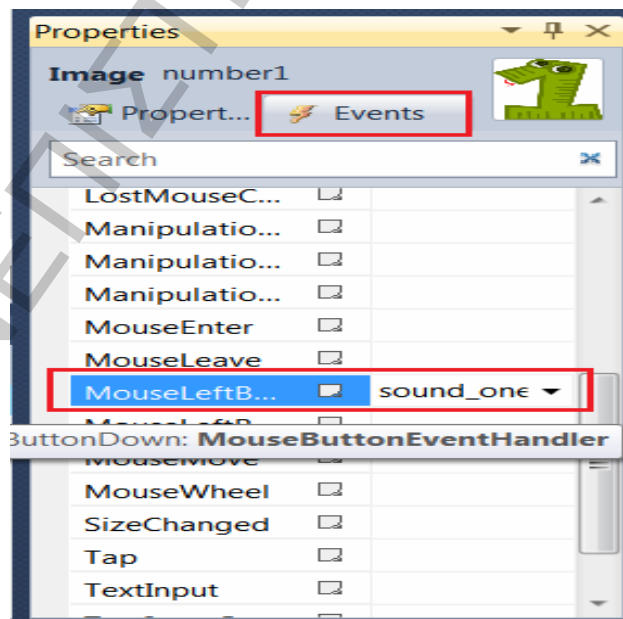 Properties
Image number1
Propert... Events
Search
LostMouseC...
Manipulatio...
Manipulatio...
Manipulatio...
MouseEnter
MouseLeave
MouseLeftB... sound_one
ButtonDown: MouseButtonEventHandler
MouseMove
MouseWheel
SizeChanged
Tap
TextInput